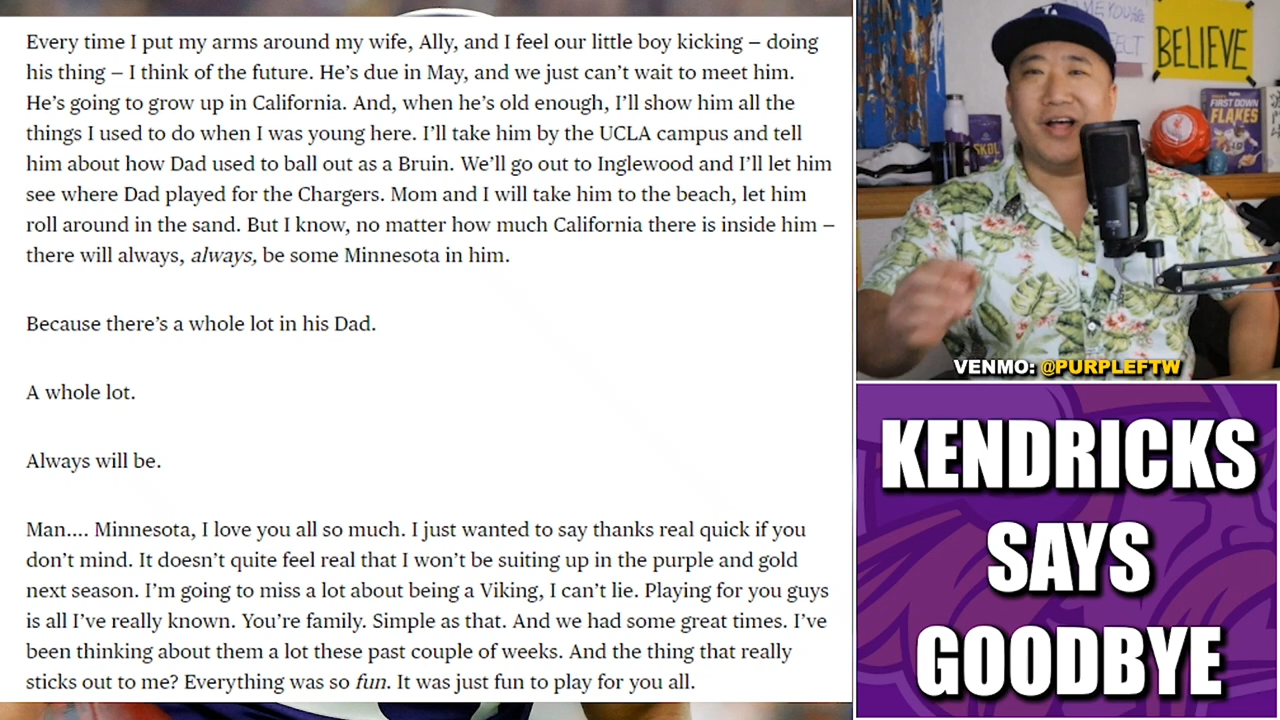 Every time I put my arms around my wife, Ally, and I feel our little boy kicking – doing
his thing – I think of the future. He's due in May, and we just can't wait to meet him.
He's going to grow up in California. And, when he's old enough, I'll show him all the
things I used to do when I was young here. I'll take him by the UCLA campus and tell
him about how Dad used to ball out as a Bruin. We'll go out to Inglewood and I'll let him
see where Dad played for the Chargers. Mom and I will take him to the beach, let him
roll around in the sand. But I know, no matter how much California there is inside him –
there will always, always, be some Minnesota in him.
Because there's a whole lot in his Dad.
A whole lot.
Always will be.
Man.... Minnesota, I love you all so much. I just wanted to say thanks real quick if you
don't mind. It doesn't quite feel real that I won't be suiting up in the purple and gold
next season. I'm going to miss a lot about being a Viking, I can't lie. Playing for you guys
is all I've really known. You're family. Simple as that. And we had some great times. I've
been thinking about them a lot these past couple of weeks. And the thing that really
sticks out to me? Everything was so fun. It was just fun to play for you all.
BELIEVE
FIRST DOWN
FLAKES
SKOL
VENMO: @PURPLEFTW
KENDRICKS
SAYS
GOODBYE